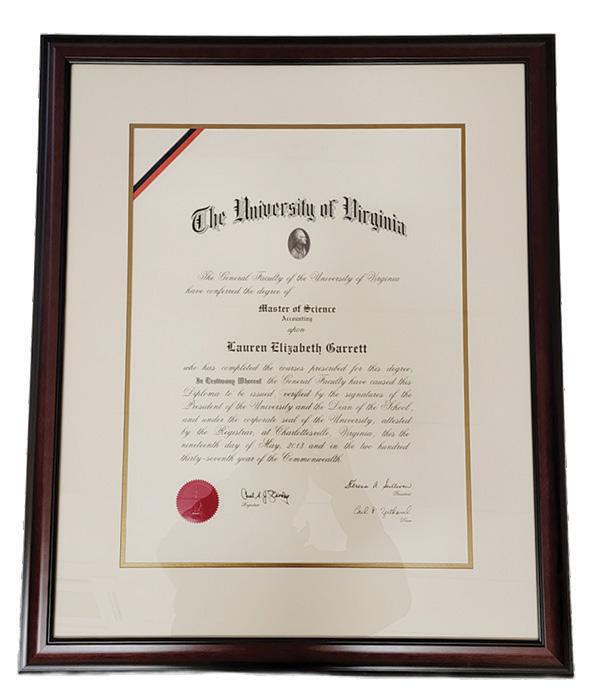 The University of Virginia
The General Faculty of the University of Virginia
have conferred the degree of
Master of Science
Accounting
upon
Lauren Elizabeth Garrett
who has completed the courses prescribed for this degree.
In Testimony Whereof the General Faculty have caused this
Diploma to be issued, verified by the signatures of the
President of the University and the Dean of the School,
and under the corporate seal of the University, attested
by the Registrar, at Charlottesville, Virginia, this the
nineteenth day of May, 2013 and in the two hundred
thirty-seventh year of the Commonwealth.
Teresa A. Sullivan
President
Registrar
Carl P. Zeithaml
Dean